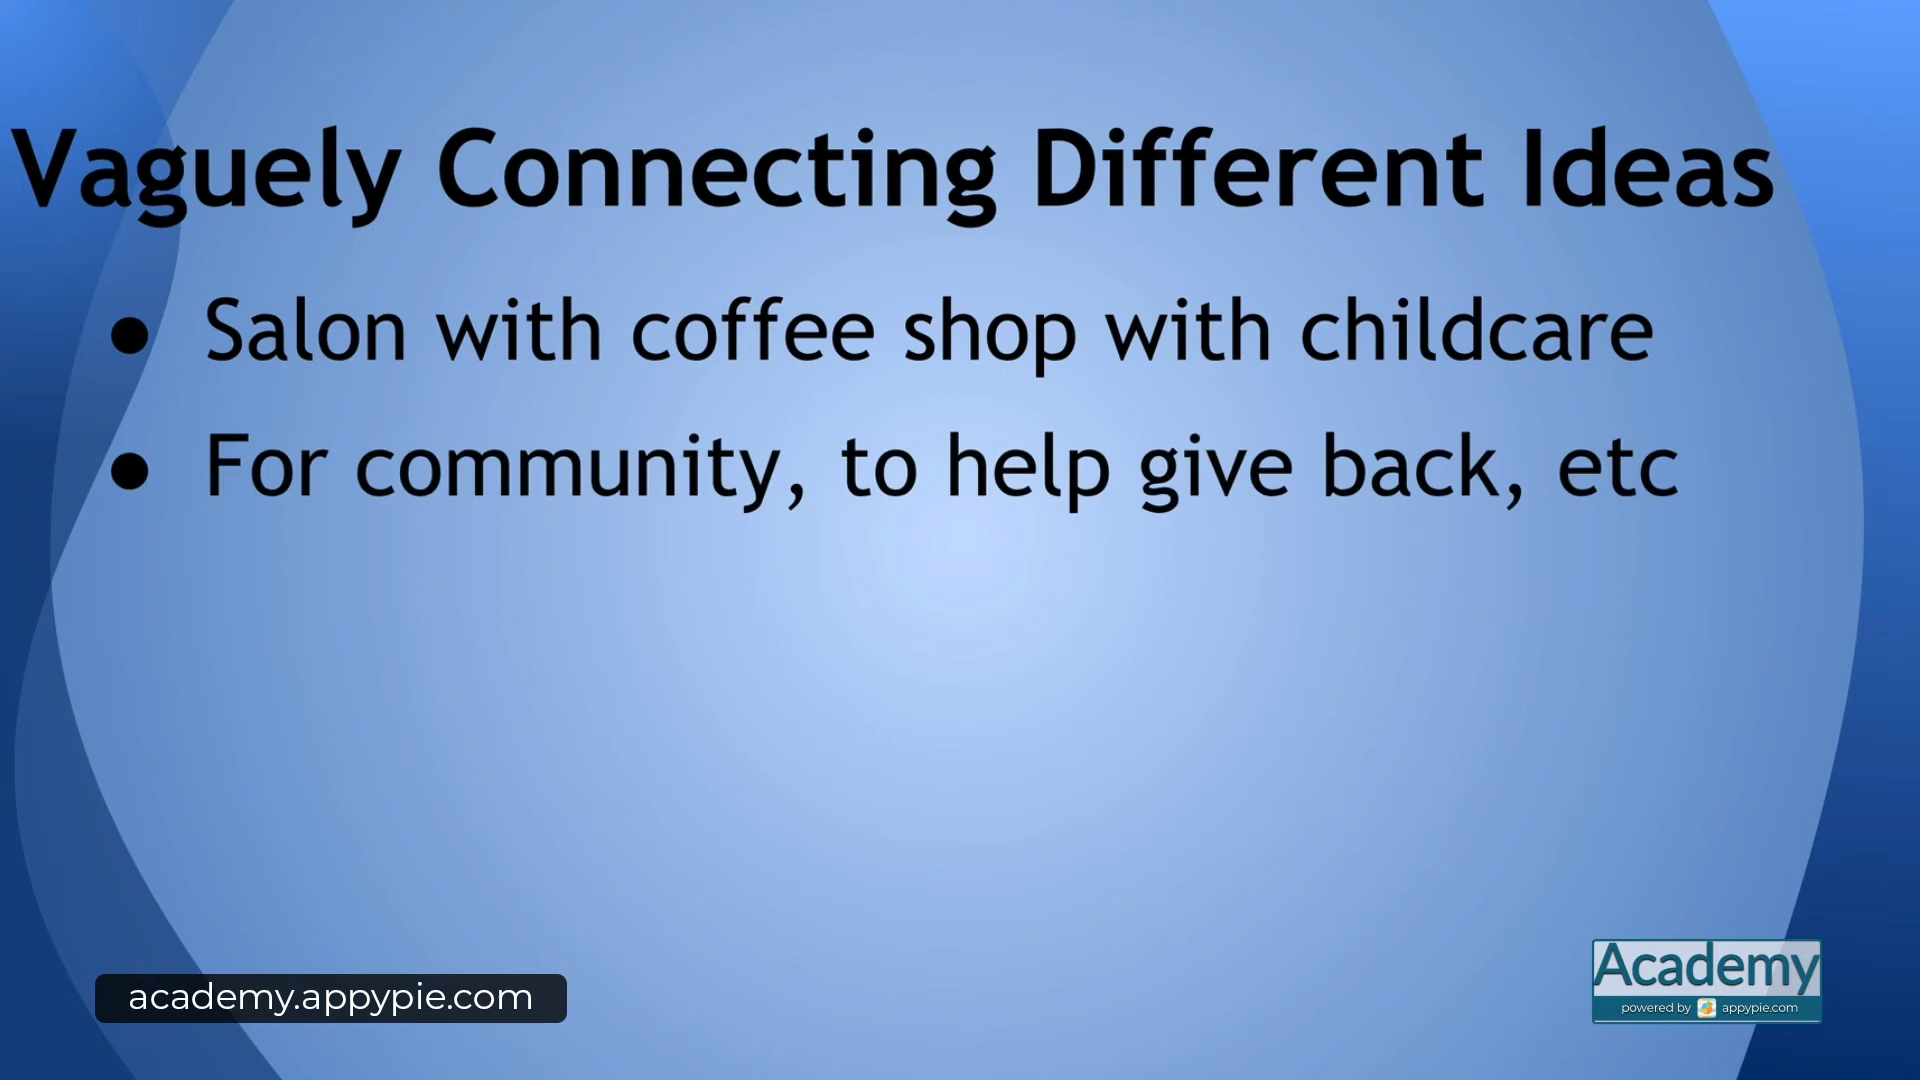 Vaguely Connecting Different Ideas
● Salon with coffee shop with childcare
● For community, to help give back, etc
academy.appypie.com
Academy
powered by appypie.com